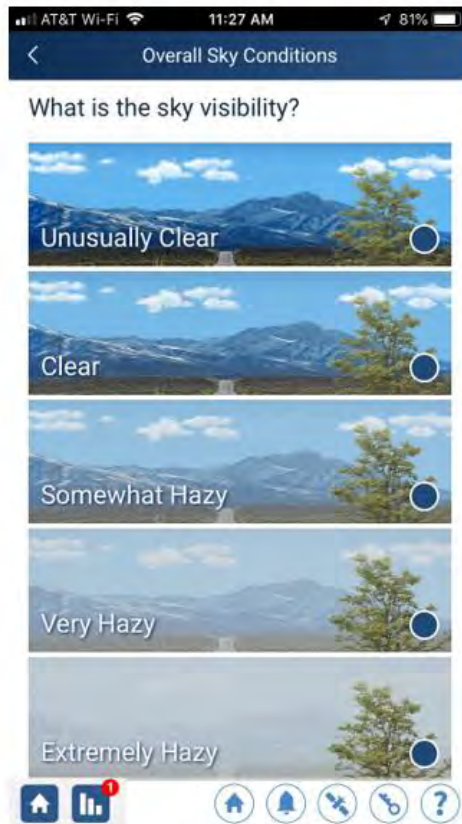 AT&T Wi-Fi 11:27 AM 81%
Overall Sky Conditions
What is the sky visibility?
Unusually Clear
Clear
Somewhat Hazy
Very Hazy
Extremely Hazy
1
?